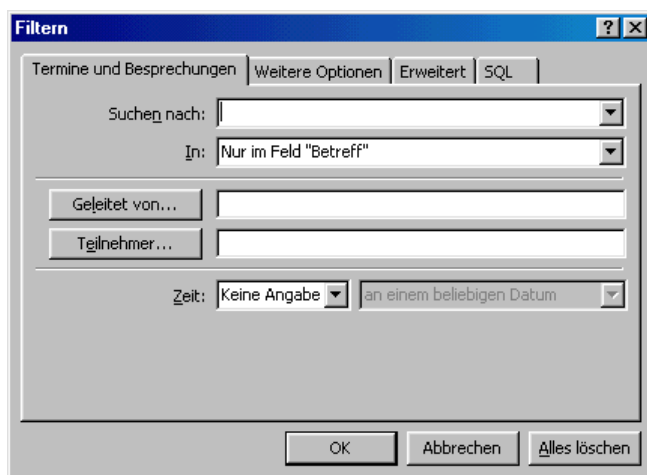 Filtern
Termine und Besprechungen Weitere Optionen Erweitert SQL
Suchen nach:
In: Nur im Feld "Betreff"
Geleitet von...
Teilnehmer...
Zeit: Keine Angabe an einem beliebigen Datum
OK Abbrechen Alles löschen